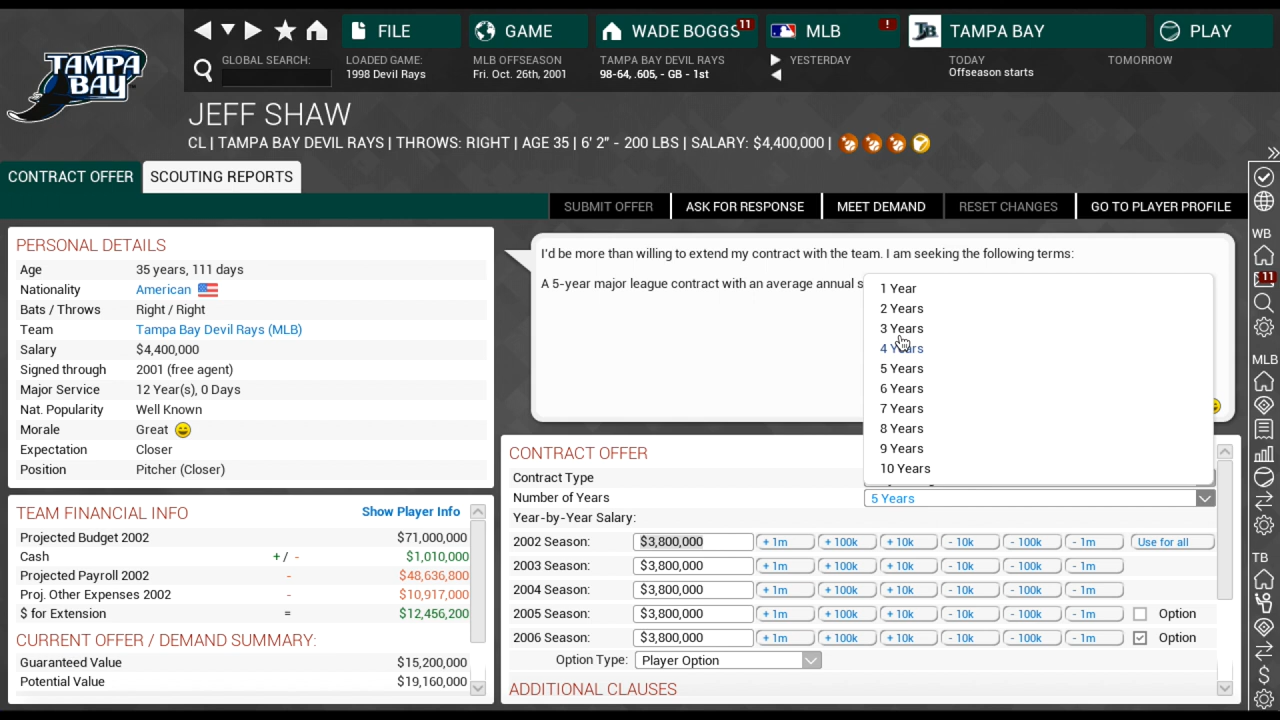 TAMPA BAY
FILE
GAME
WADE BOGGS 11
MLB !
TAMPA BAY
PLAY
GLOBAL SEARCH:
LOADED GAME:
1998 Devil Rays
MLB OFFSEASON
Fri. Oct. 26th, 2001
TAMPA BAY DEVIL RAYS
98-64, .605, - GB - 1st
YESTERDAY
TODAY
Offseason starts
TOMORROW
JEFF SHAW
CL | TAMPA BAY DEVIL RAYS | THROWS: RIGHT | AGE 35 | 6' 2" - 200 LBS | SALARY: $4,400,000 |
CONTRACT OFFER SCOUTING REPORTS
SUBMIT OFFER ASK FOR RESPONSE MEET DEMAND RESET CHANGES GO TO PLAYER PROFILE
PERSONAL DETAILS
Age 35 years, 111 days
Nationality American
Bats / Throws Right / Right
Team Tampa Bay Devil Rays (MLB)
Salary $4,400,000
Signed through 2001 (free agent)
Major Service 12 Year(s), 0 Days
Nat. Popularity Well Known
Morale Great
Expectation Closer
Position Pitcher (Closer)
TEAM FINANCIAL INFO Show Player Info
Projected Budget 2002 $71,000,000
Cash + / - $1,010,000
Projected Payroll 2002 - $48,636,800
Proj. Other Expenses 2002 - $10,917,000
$ for Extension = $12,456,200
CURRENT OFFER / DEMAND SUMMARY:
Guaranteed Value $15,200,000
Potential Value $19,160,000
I'd be more than willing to extend my contract with the team. I am seeking the following terms:
A 5-year major league contract with an average annual s
1 Year
2 Years
3 Years
4 Years
5 Years
6 Years
7 Years
8 Years
9 Years
10 Years
CONTRACT OFFER
Contract Type
Number of Years 5 Years
Year-by-Year Salary:
2002 Season: $3,800,000 + 1m + 100k + 10k - 10k - 100k - 1m Use for all
2003 Season: $3,800,000 + 1m + 100k + 10k - 10k - 100k - 1m
2004 Season: $3,800,000 + 1m + 100k + 10k - 10k - 100k - 1m
2005 Season: $3,800,000 + 1m + 100k + 10k - 10k - 100k - 1m Option
2006 Season: $3,800,000 + 1m + 100k + 10k - 10k - 100k - 1m Option
Option Type: Player Option
ADDITIONAL CLAUSES
WB
11
MLB
TB